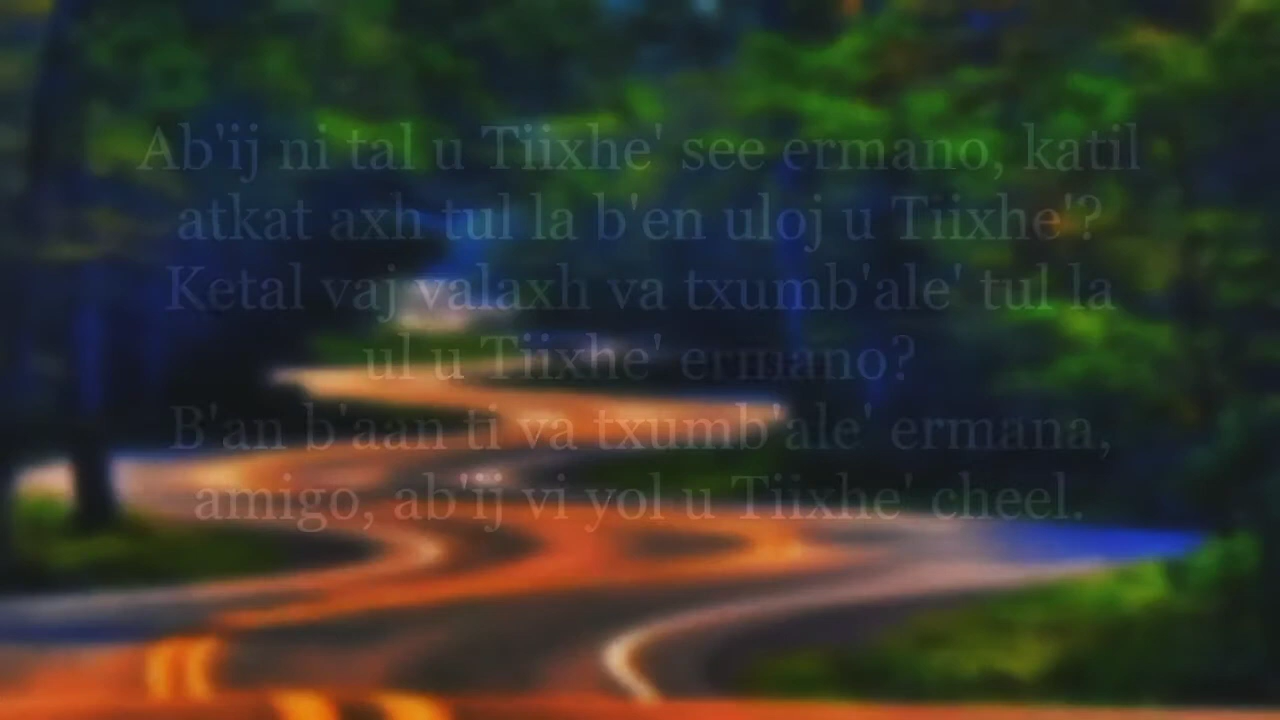 Ab'ij ni tal u Tiixhe' see ermano, katil
atkat axh tul la b'en uloj u Tiixhe'?
Ketal vaj va axh va txumb'ale' tul la
ul u Tiixhe' ermano?
B'an b'aan ti va txumb'ale' ermana,
amigo, ab'ij vi yol u Tiixhe' cheel.